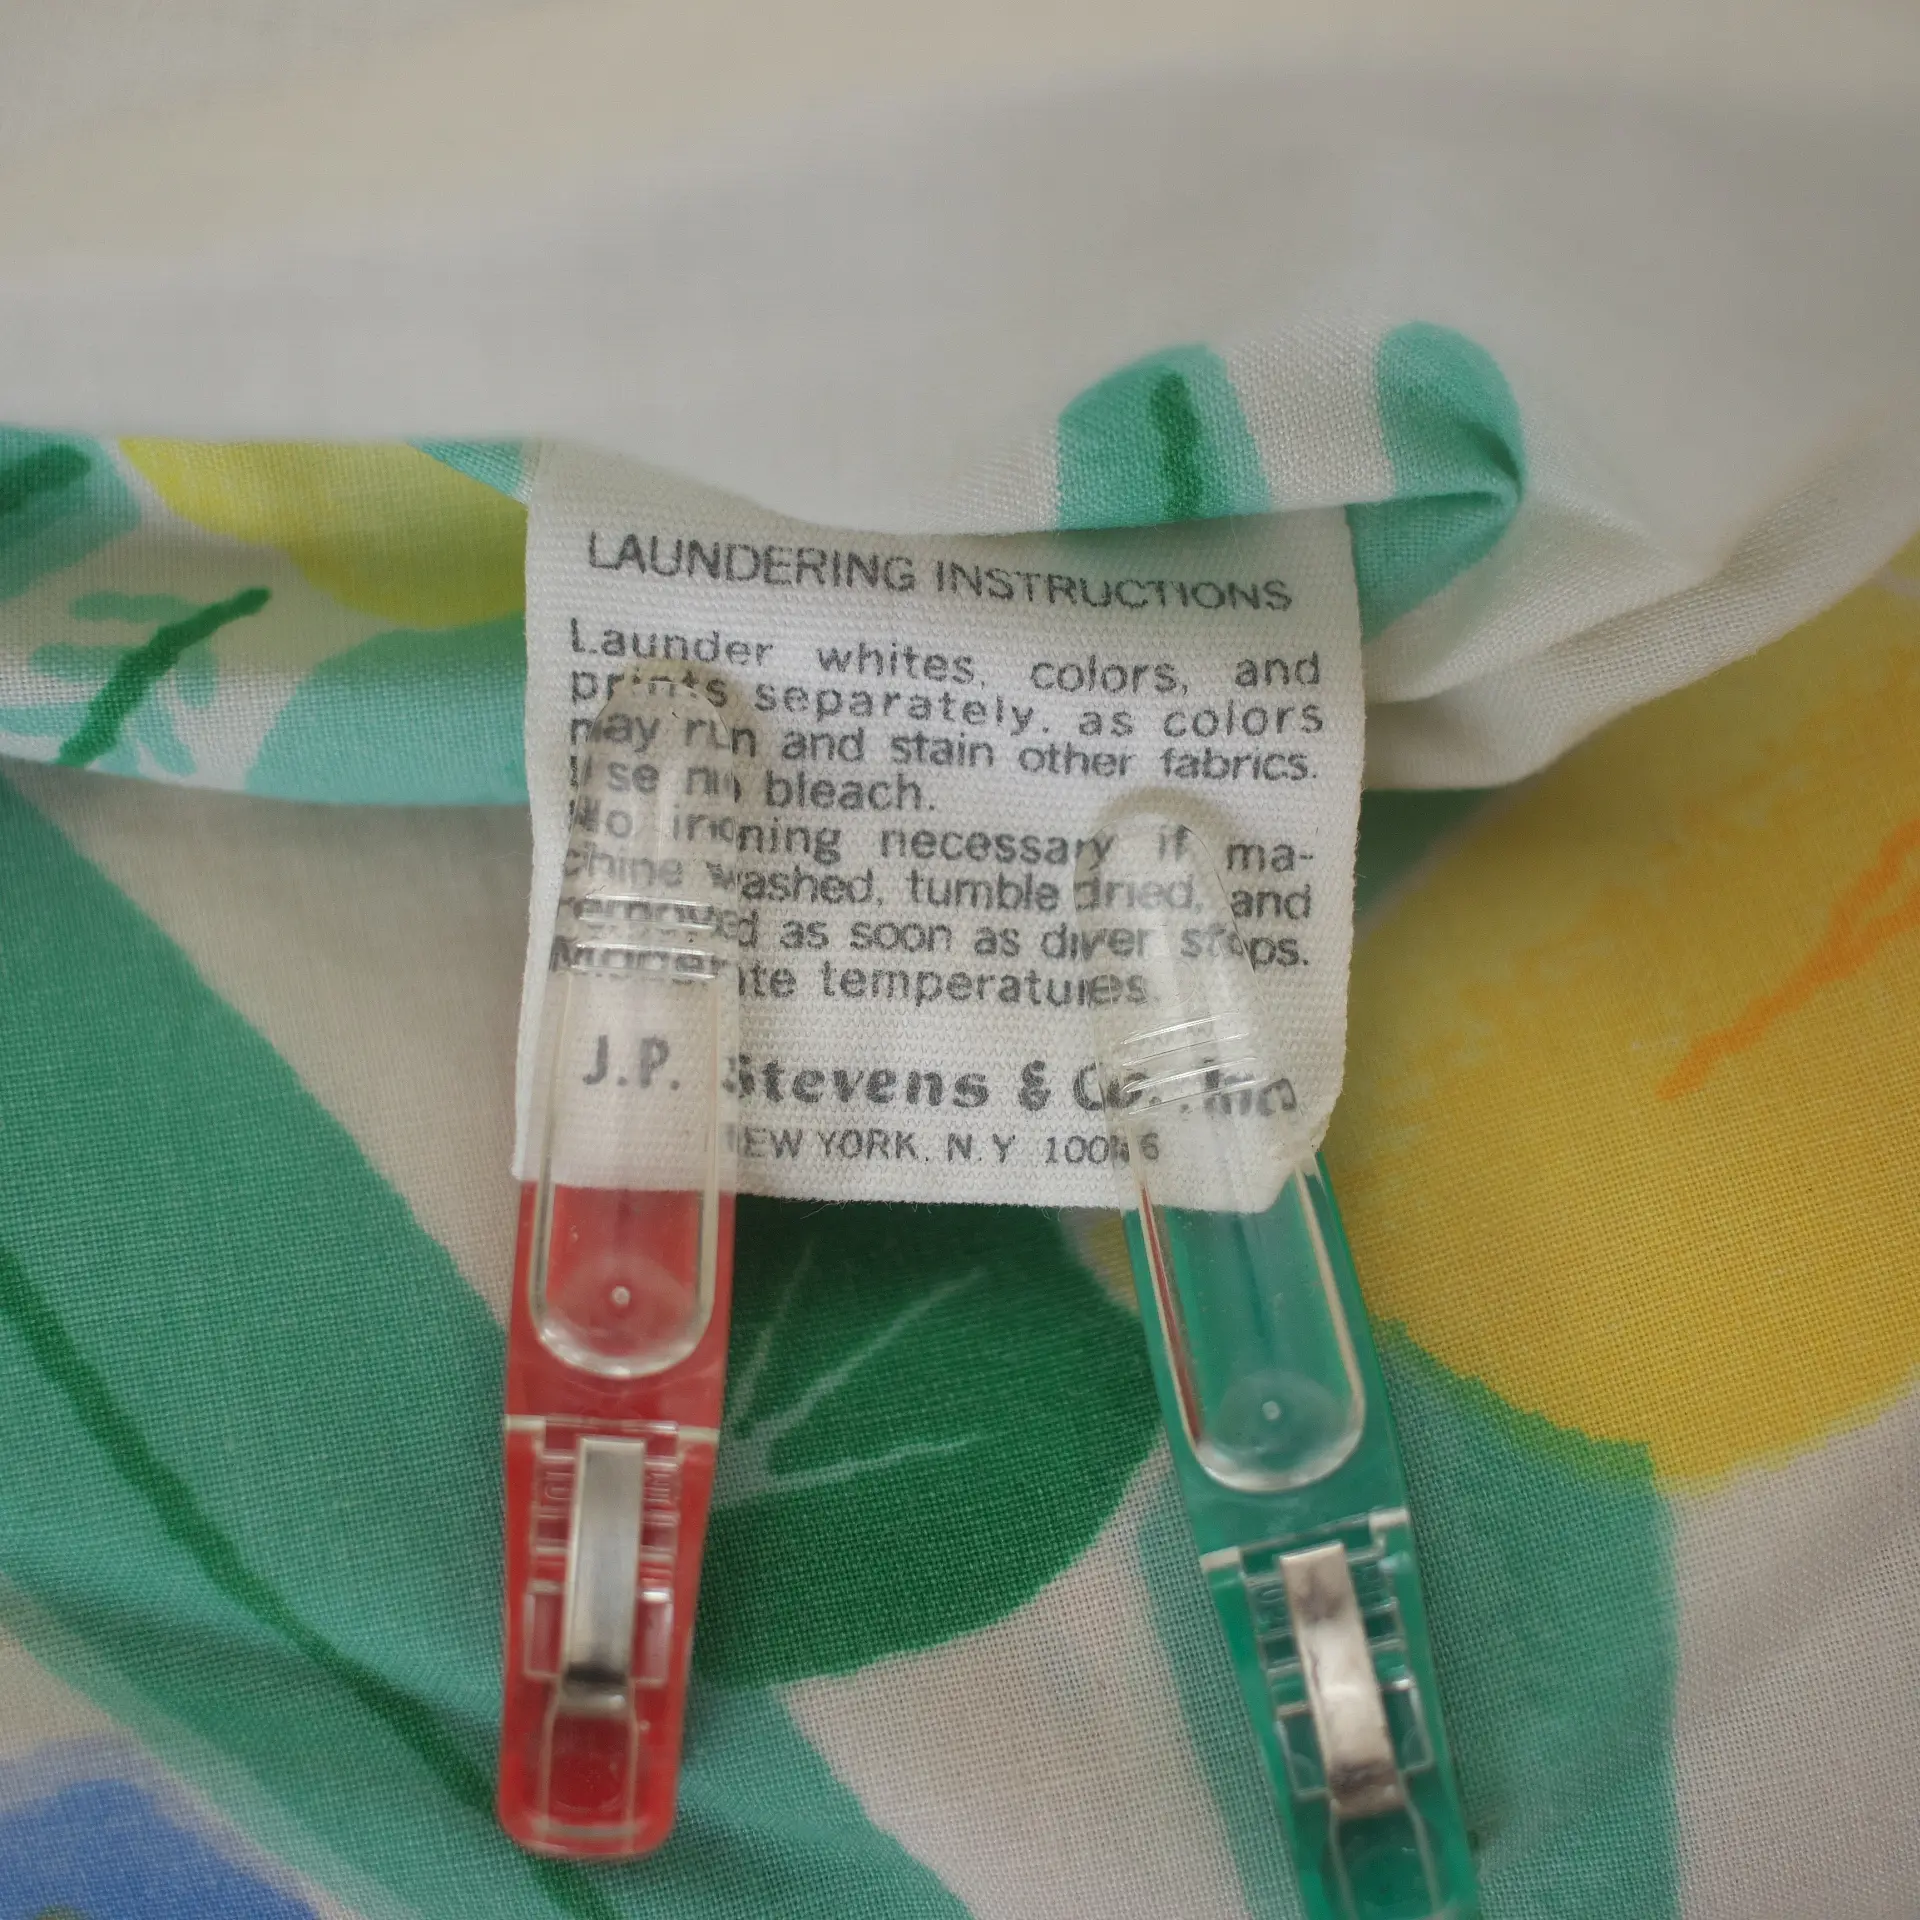 LAUNDERING INSTRUCTIONS
Launder whites, colors, and
prints separately, as colors
may run and stain other fabrics.
Use no bleach.
No ironing necessary if ma-
chine washed, tumble dried, and
removed as soon as dryer stops.
Moderate temperatures.
J.P. Stevens & Co., Inc
NEW YORK, N.Y